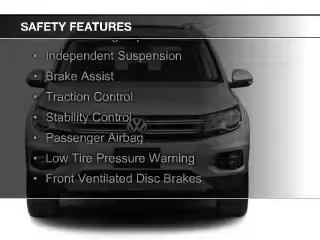 SAFETY FEATURES
• Independent Suspension
• Brake Assist
• Traction Control
• Stability Control
• Passenger Airbag
• Low Tire Pressure Warning
• Front Ventilated Disc Brakes